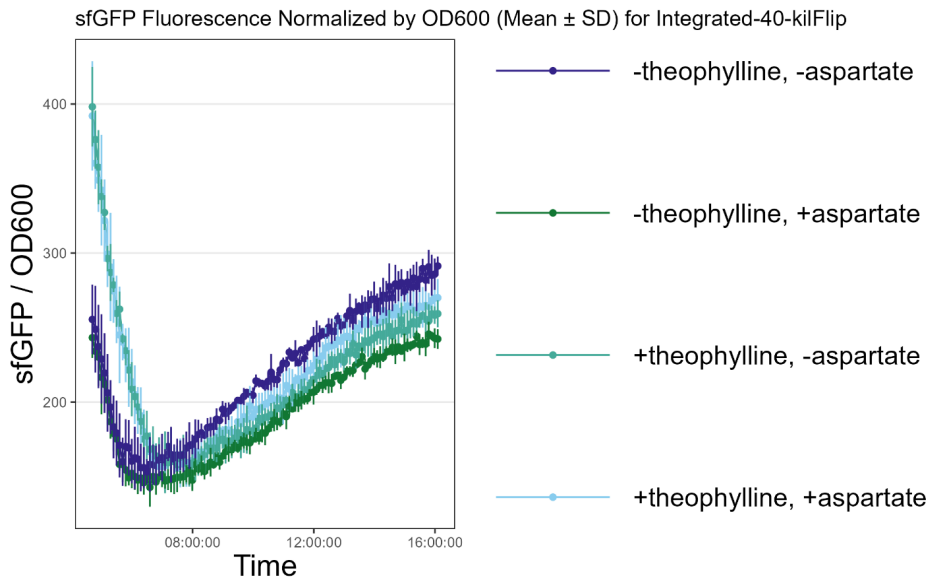 sfGFP Fluorescence Normalized by OD600 (Mean ± SD) for Integrated-40-kilFlip
sfGFP / OD600
400
300
200
08:00:00
12:00:00
16:00:00
Time
-theophylline, -aspartate
-theophylline, +aspartate
+theophylline, -aspartate
+theophylline, +aspartate